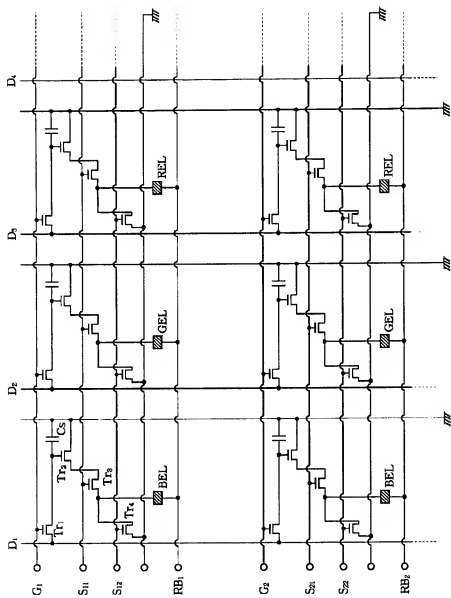 D₁ D₂ D₃ D₄
G₁
Tr₁ Cs
Tr₂
S₁₁
Tr₃
S₁₂
Tr₄
BEL GEL REL
RB₁
G₂
S₂₁
S₂₂
BEL GEL REL
RB₂